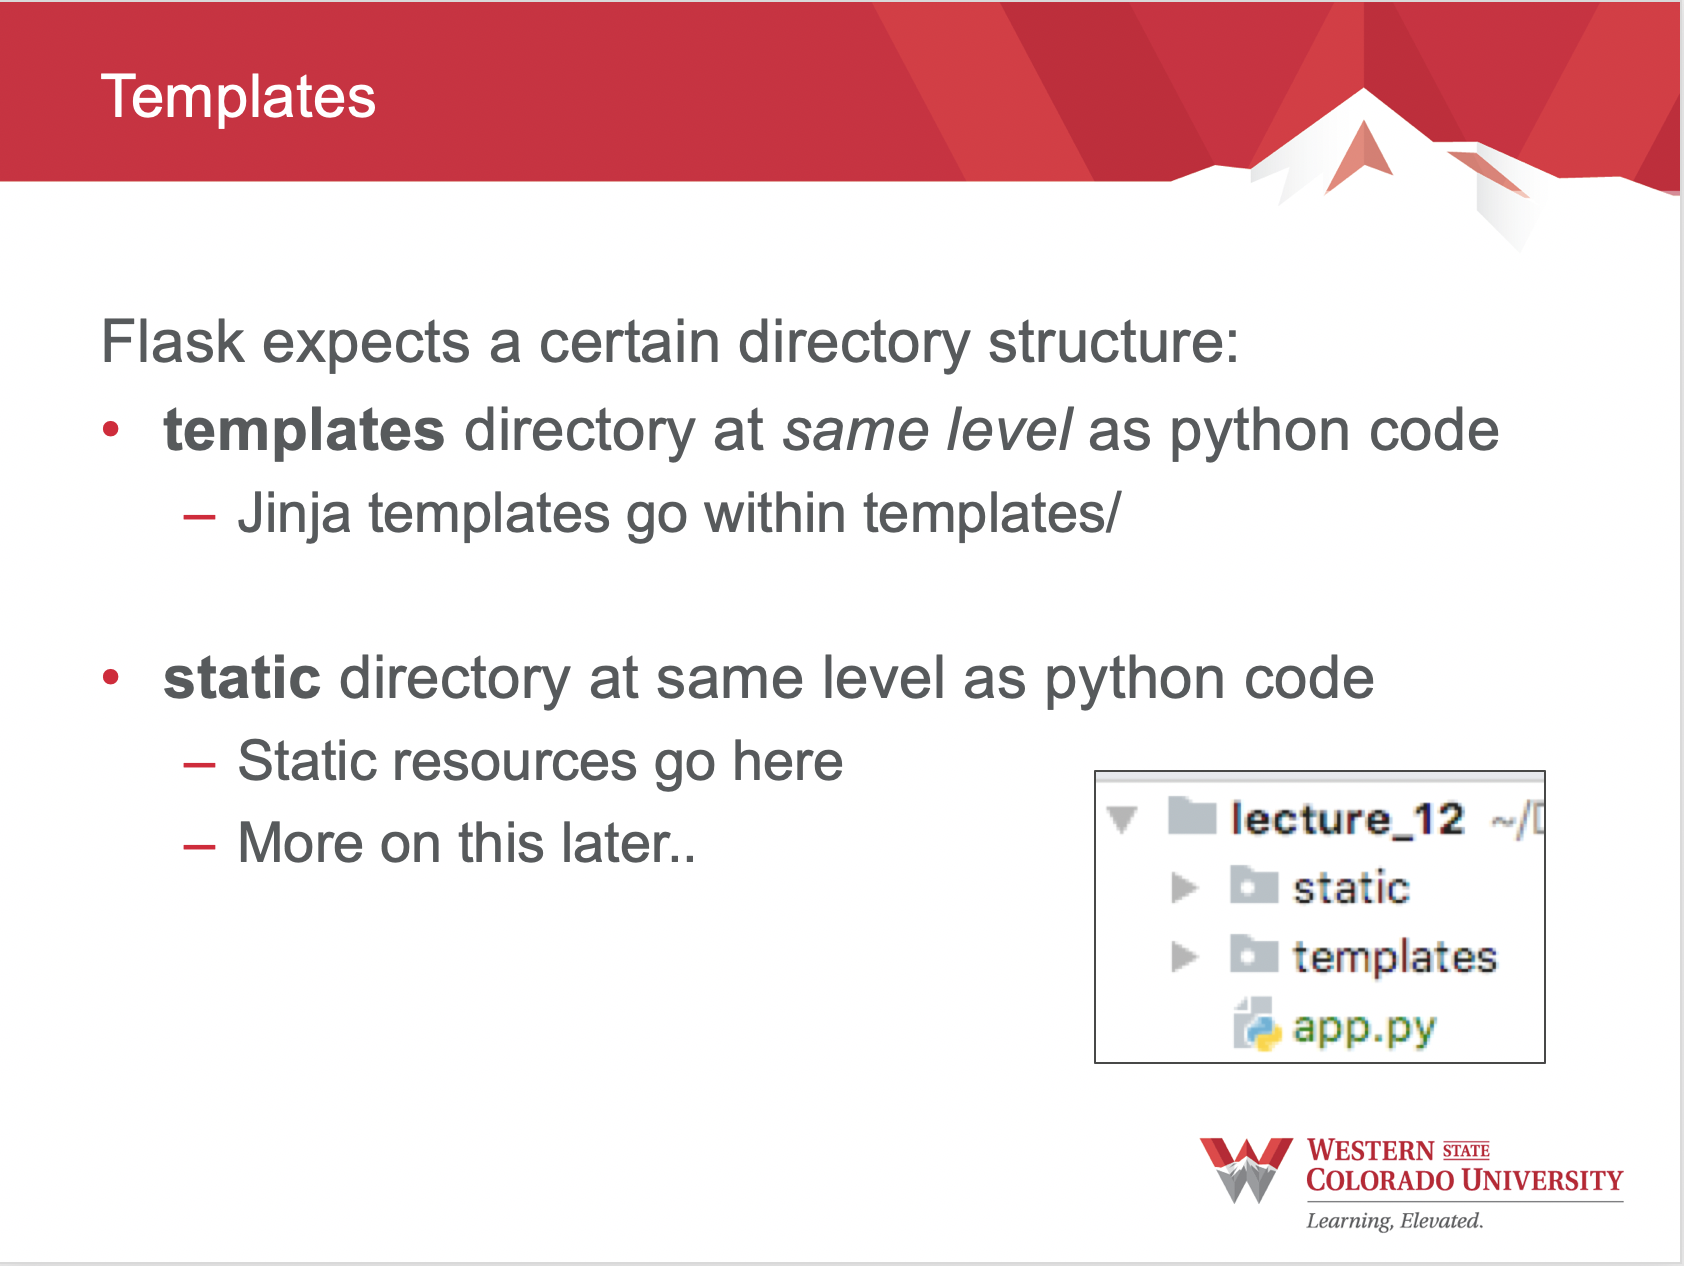 Templates
Flask expects a certain directory structure:
• templates directory at same level as python code
– Jinja templates go within templates/
• static directory at same level as python code
– Static resources go here
– More on this later..
lecture_12 ~/
static
templates
app.py
WESTERN STATE
COLORADO UNIVERSITY
Learning, Elevated.